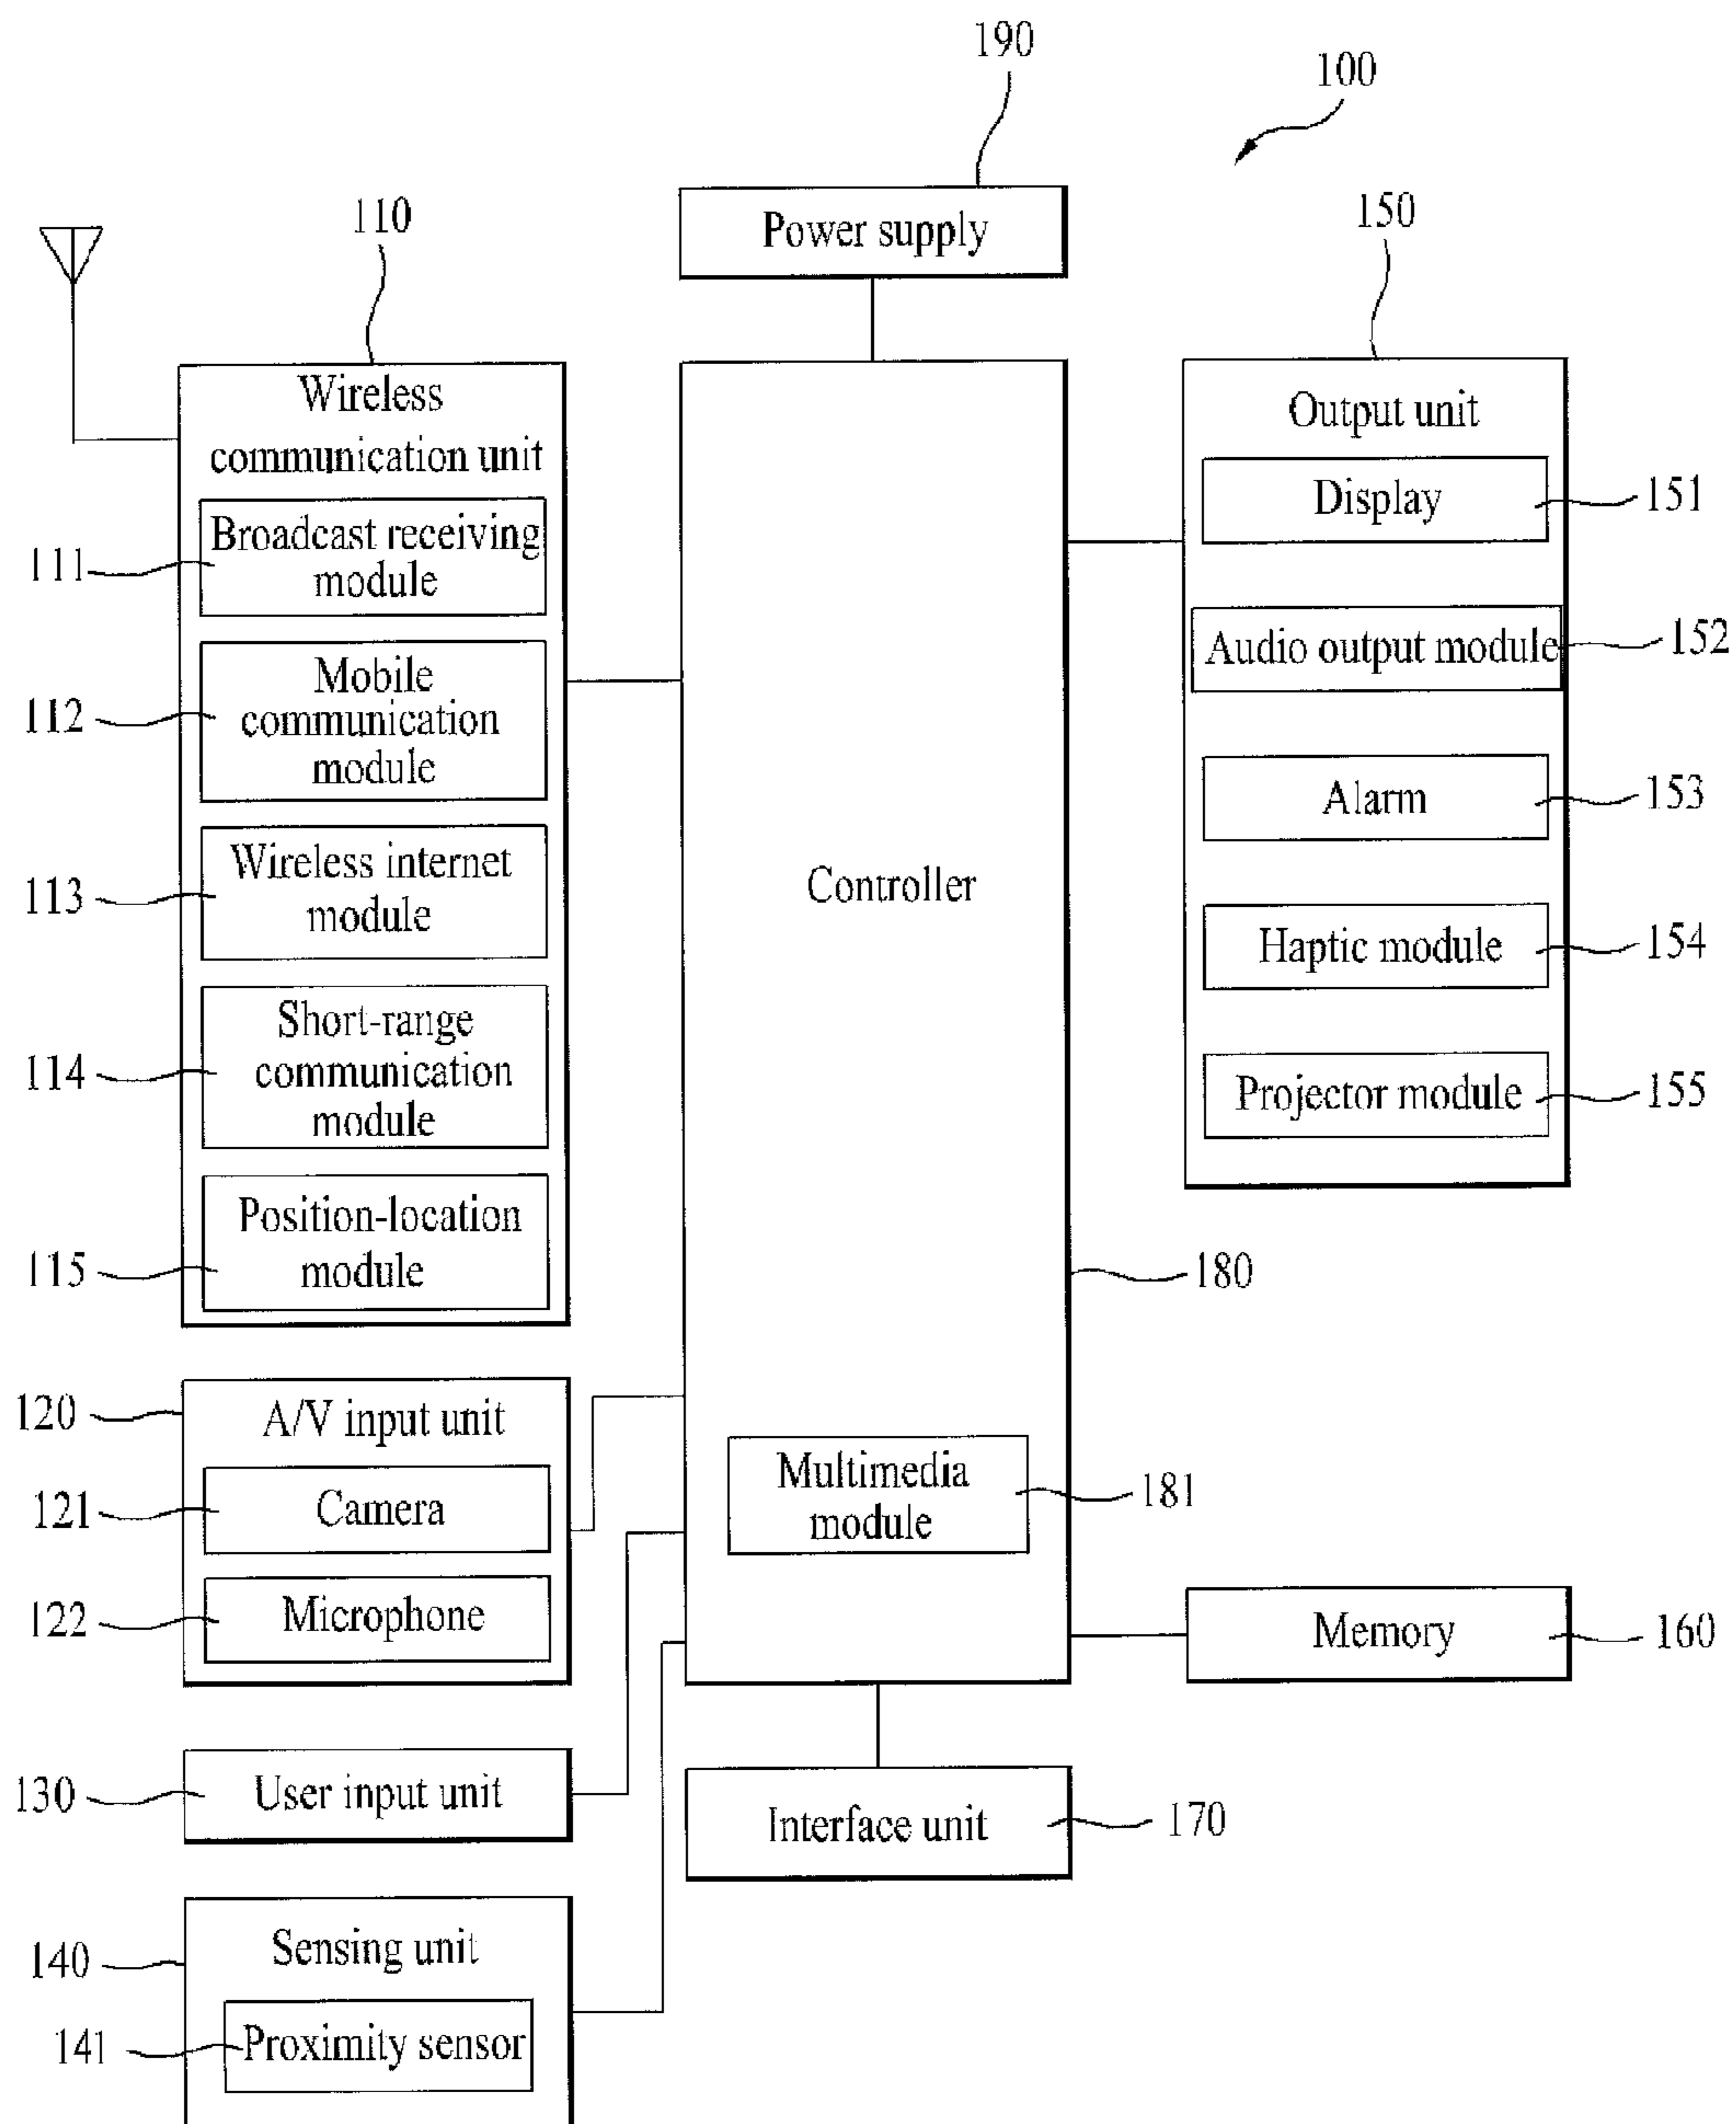 190
100
110
Power supply
150
Wireless
communication unit
Output unit
Display
151
Broadcast receiving
module
111
Audio output module
152
Mobile
communication
module
112
Alarm
153
Wireless internet
module
113
Controller
Haptic module
154
Short-range
communication
module
114
Projector module
155
Position-location
module
115
180
120
A/V input unit
Camera
121
Multimedia
module
181
Microphone
122
Memory
160
130
User input unit
Interface unit
170
140
Sensing unit
141
Proximity sensor